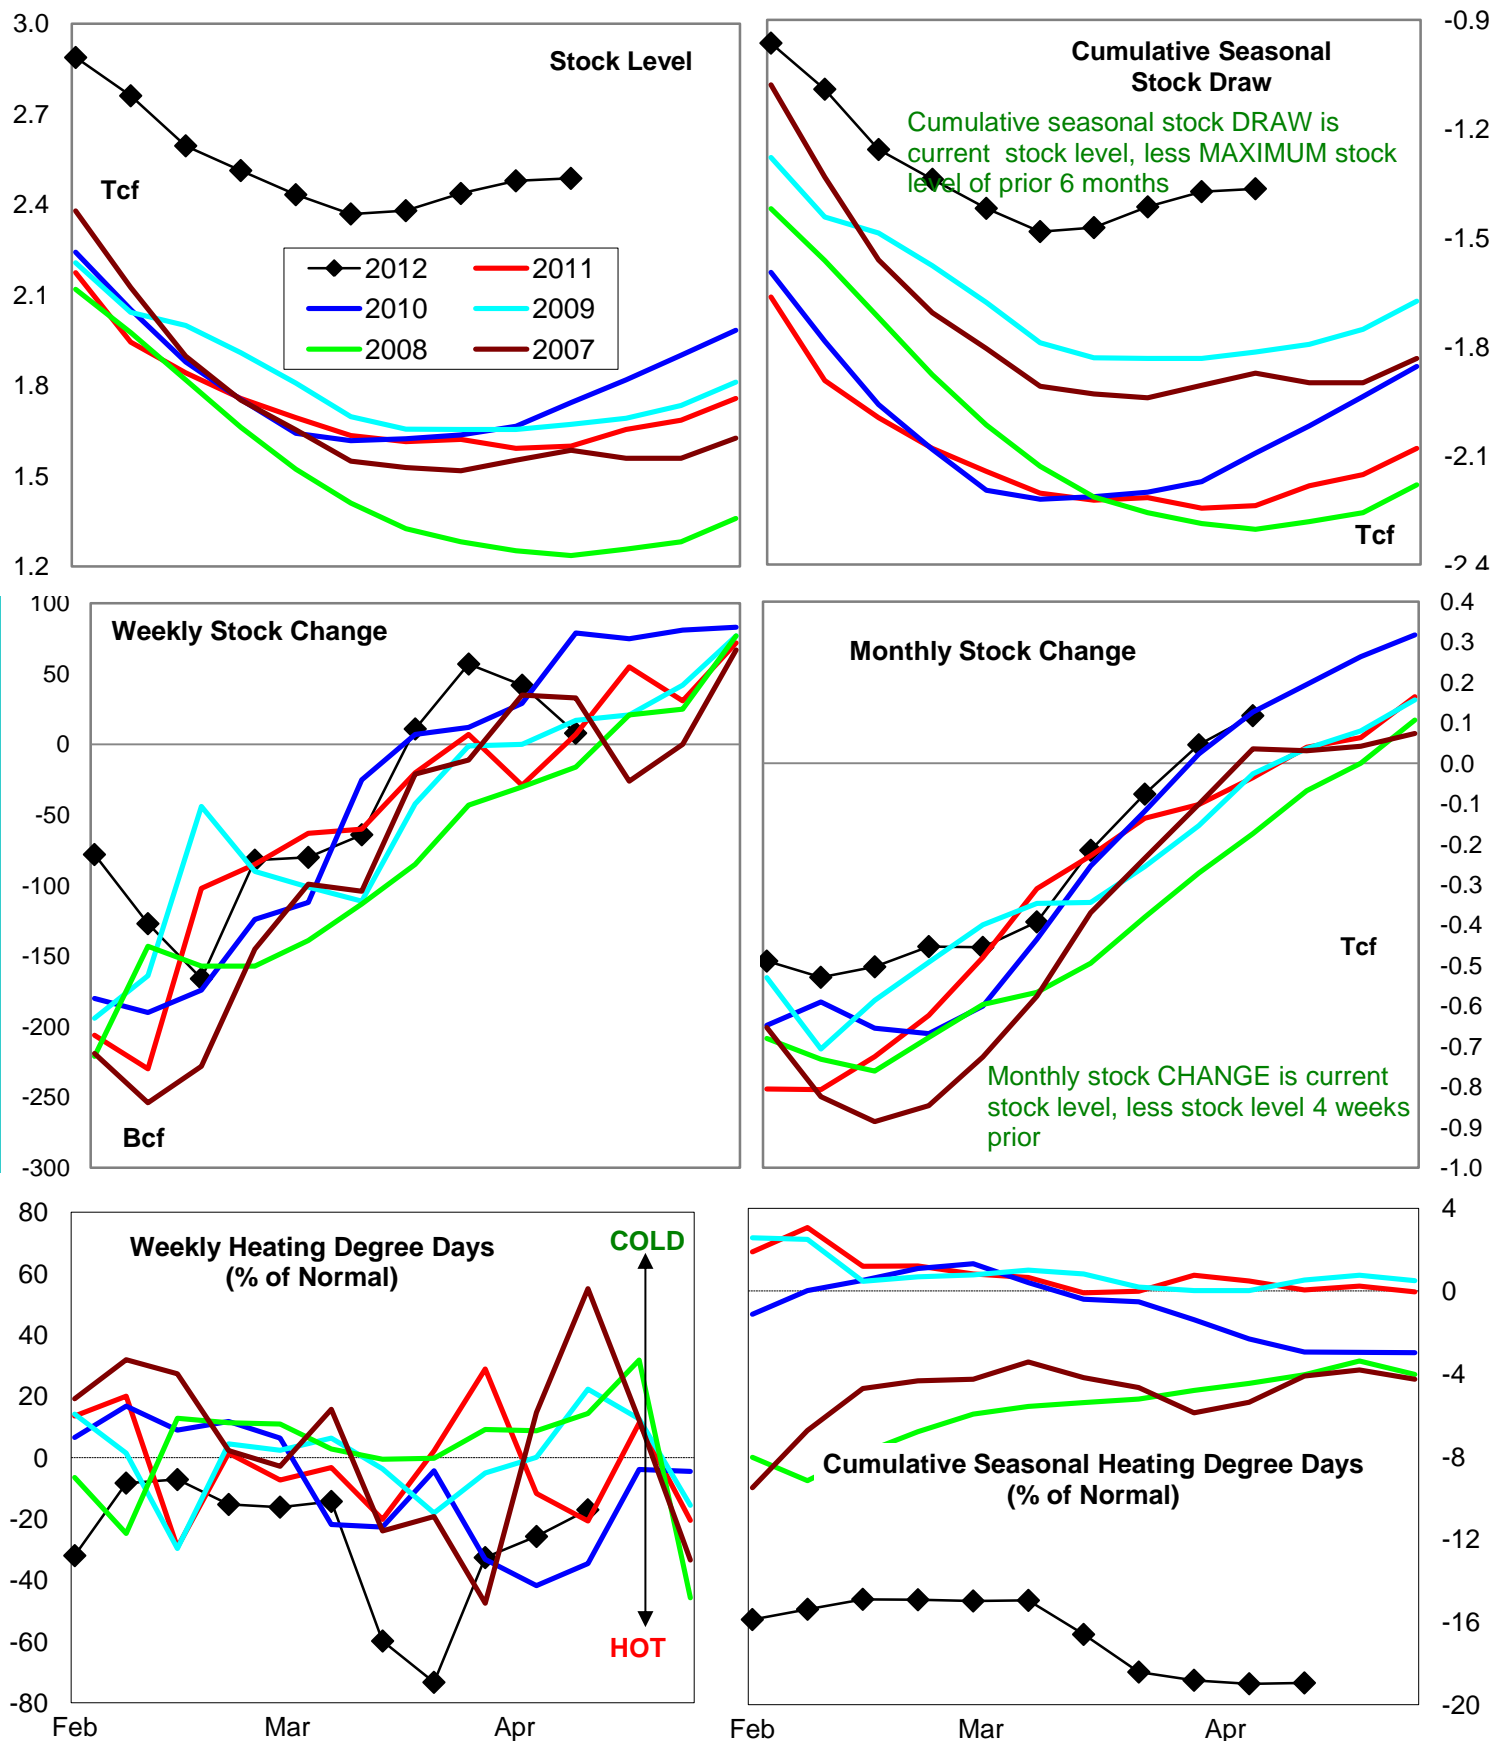 3.0
2.7
2.4
2.1
1.8
1.5
1.2
Stock Level
Tcf
2012
2011
2010
2009
2008
2007
-0.9
-1.2
-1.5
-1.8
-2.1
-2.4
Cumulative Seasonal
Stock Draw
Cumulative seasonal stock DRAW is
current stock level, less MAXIMUM stock
level of prior 6 months
Tcf
100
50
0
-50
-100
-150
-200
-250
-300
Weekly Stock Change
Bcf
0.4
0.3
0.2
0.1
0.0
-0.1
-0.2
-0.3
-0.4
-0.5
-0.6
-0.7
-0.8
-0.9
-1.0
Monthly Stock Change
Tcf
Monthly stock CHANGE is current
stock level, less stock level 4 weeks
prior
80
60
40
20
0
-20
-40
-60
-80
Weekly Heating Degree Days
(% of Normal)
COLD
HOT
Feb
Mar
Apr
4
0
-4
-8
-12
-16
-20
Cumulative Seasonal Heating Degree Days
(% of Normal)
Feb
Mar
Apr